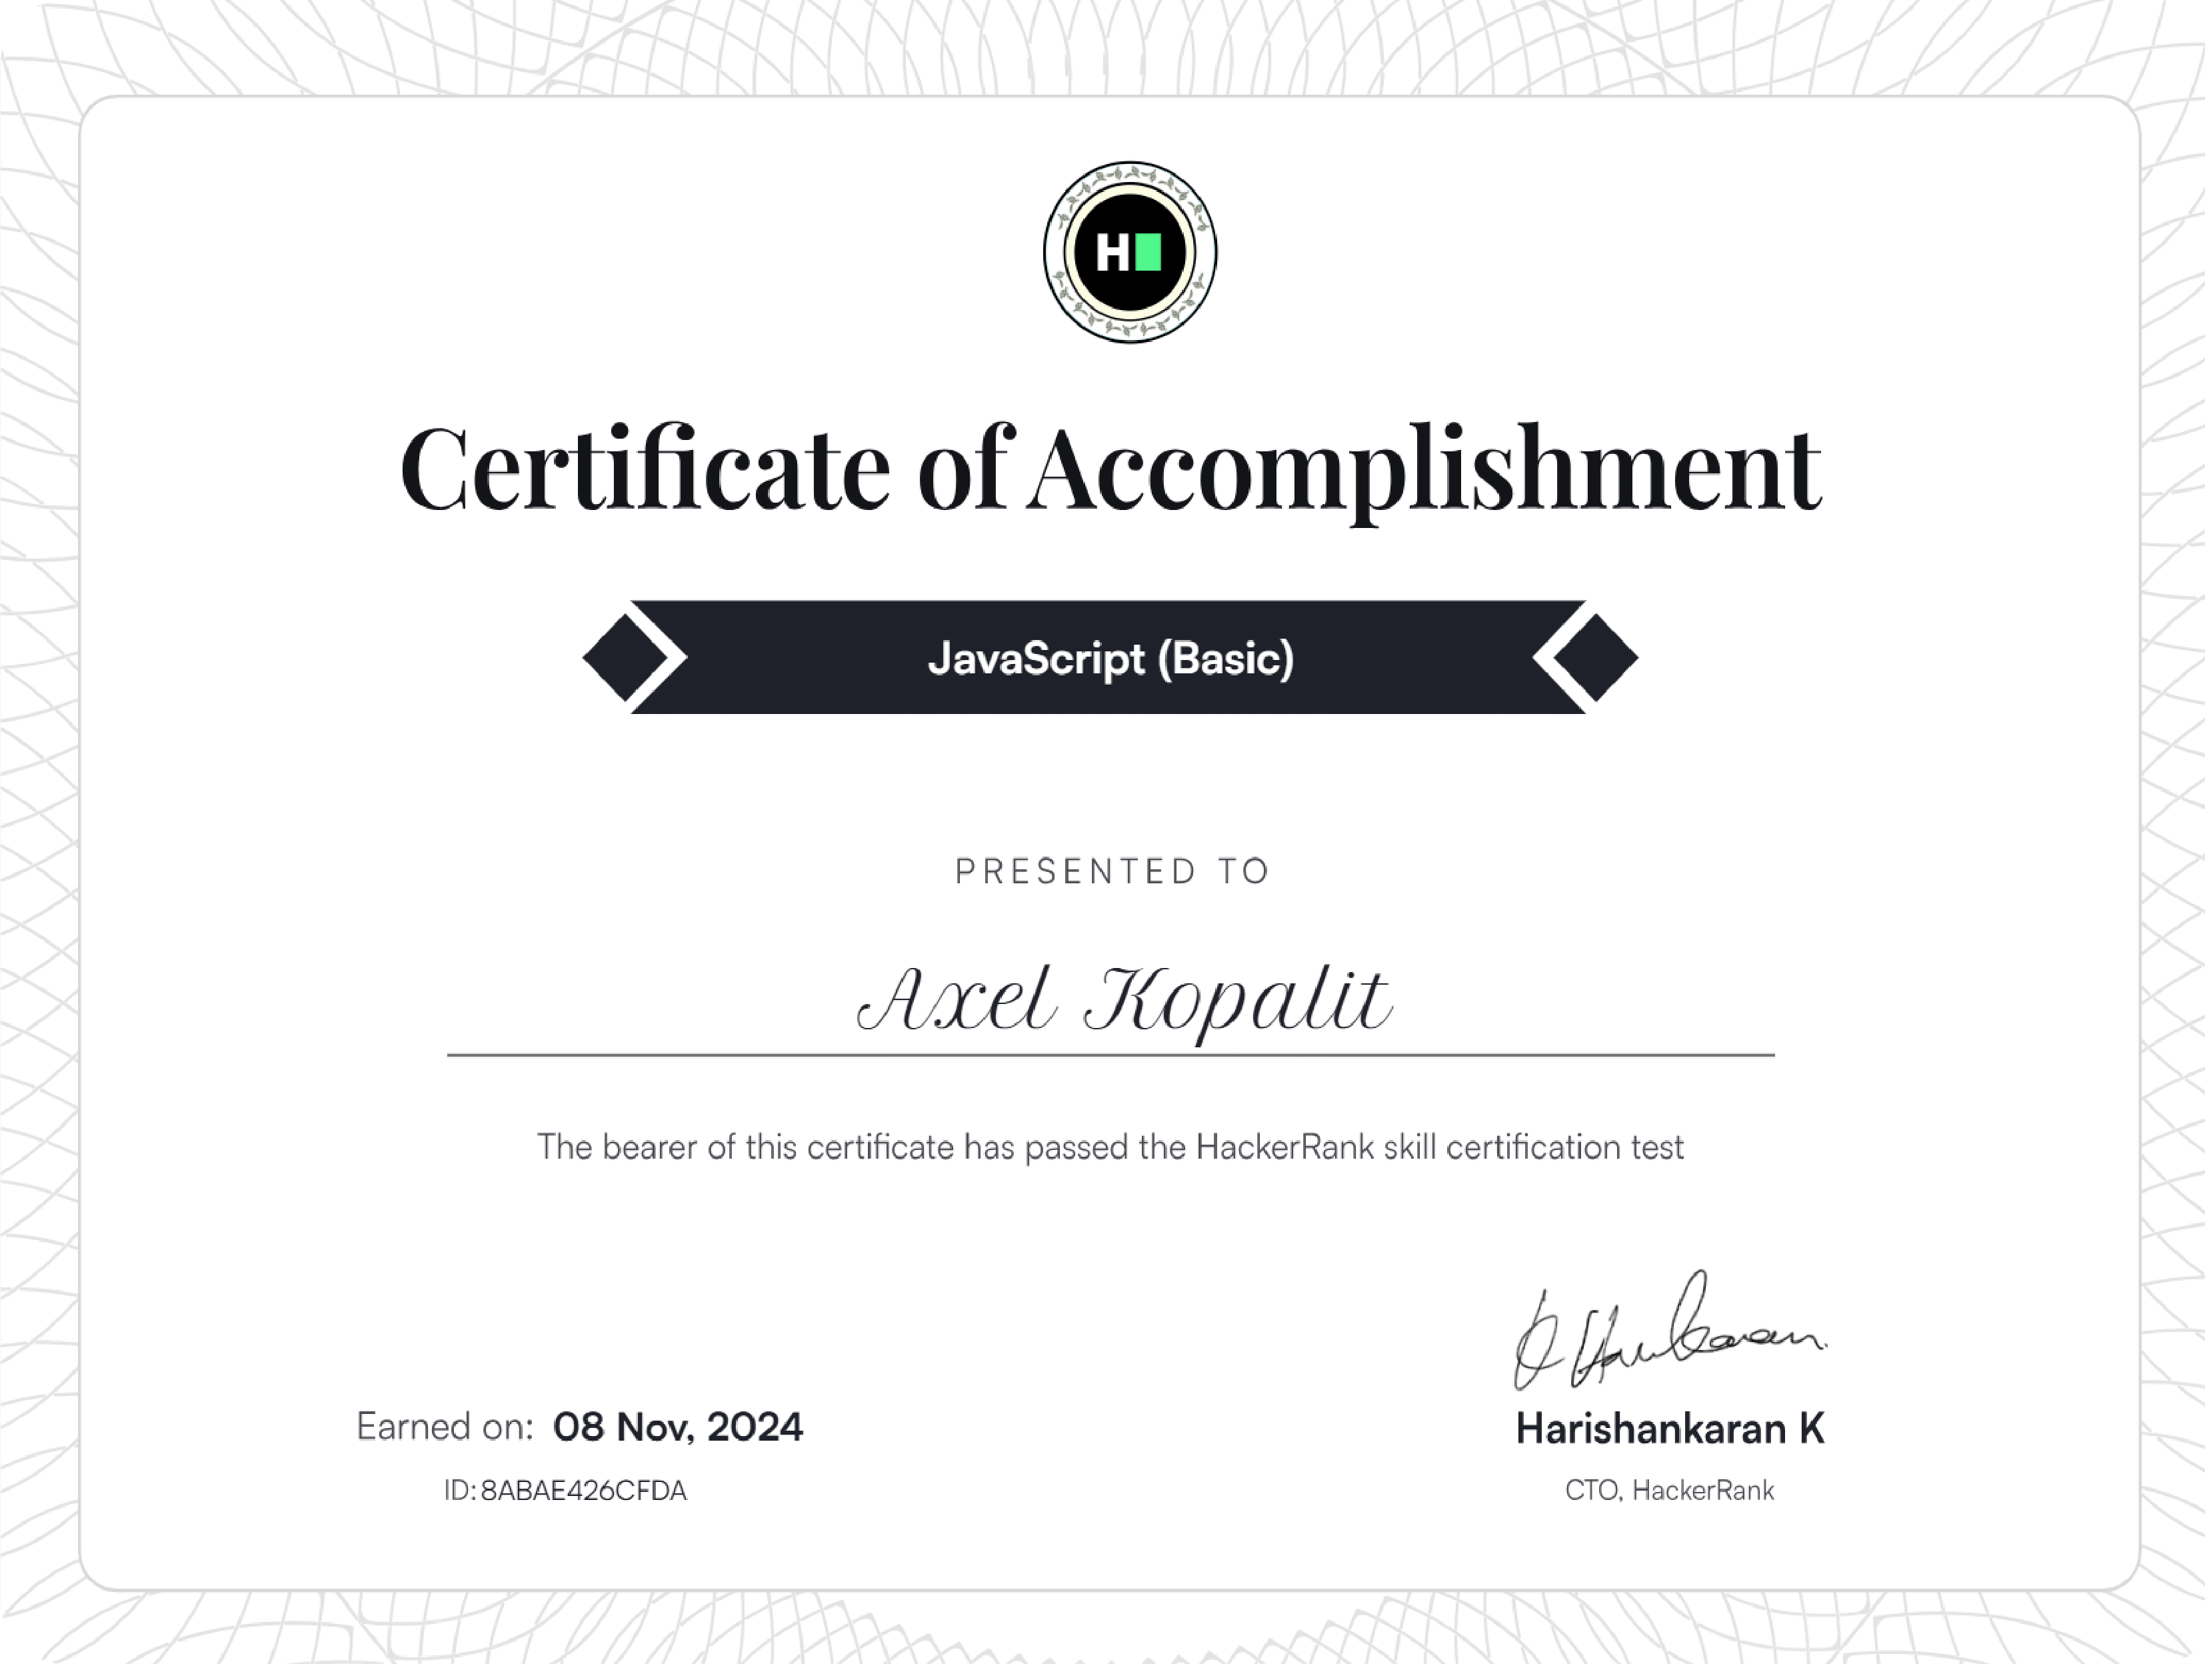 H
Certificate of Accomplishment
JavaScript (Basic)
PRESENTED TO
Axel Kopalit
The bearer of this certificate has passed the HackerRank skill certification test
Earned on: 08 Nov, 2024
ID:8ABAE426CFDA
Harishankaran K
CTO, HackerRank